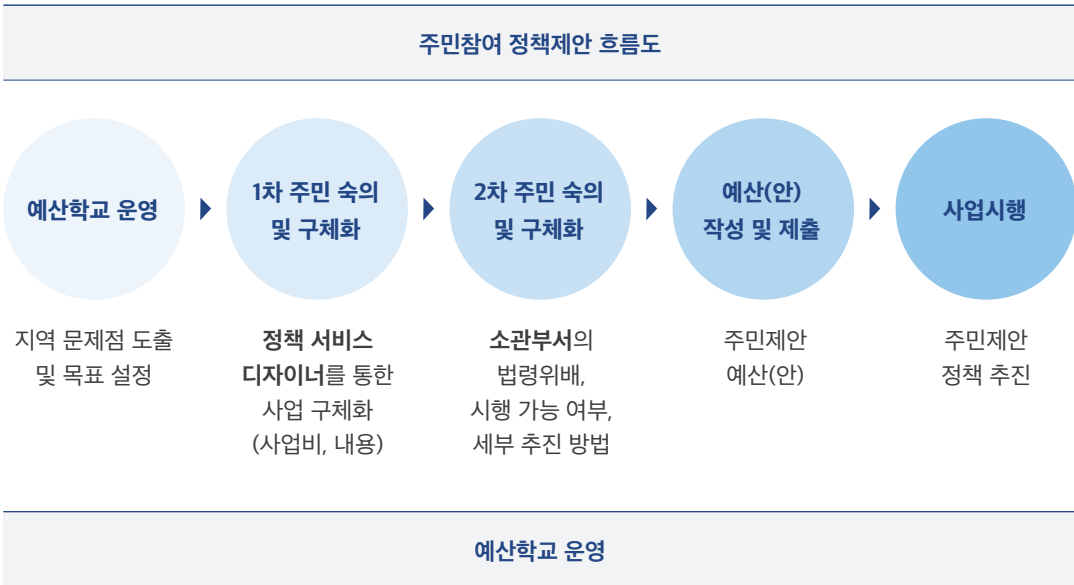 주민참여 정책제안 흐름도
예산학교 운영
1차 주민 숙의
및 구체화
2차 주민 숙의
및 구체화
예산(안)
작성 및 제출
사업시행
지역 문제점 도출
및 목표 설정
정책 서비스
디자이너를 통한
사업 구체화
(사업비, 내용)
소관부서의
법령위배,
시행 가능 여부,
세부 추진 방법
주민제안
예산(안)
주민제안
정책 추진
예산학교 운영